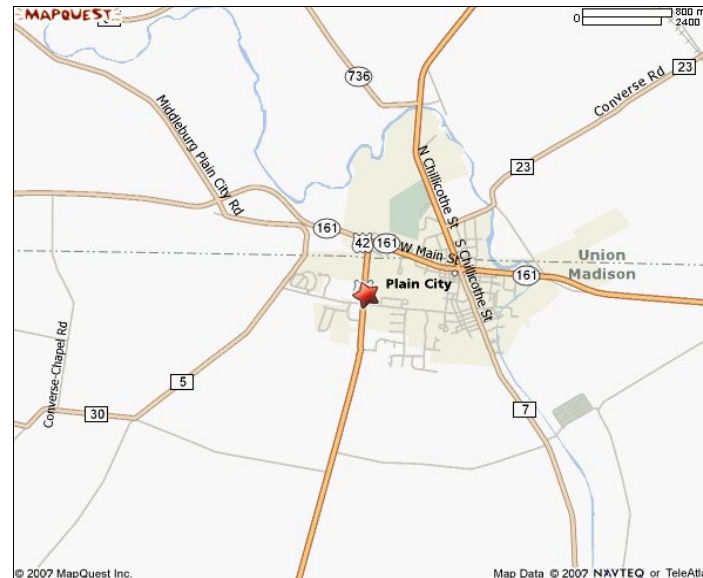 MAPQUEST
0
800 m
2400
736
23
Converse Rd
Middleburg Plain City Rd
N Chillicothe St
23
161
42
161
W Main St
S Chillicothe St
Union
Madison
161
Plain City
Converse-Chapel Rd
5
30
7
© 2007 MapQuest Inc.
Map Data © 2007 NAVTEQ or TeleAtla